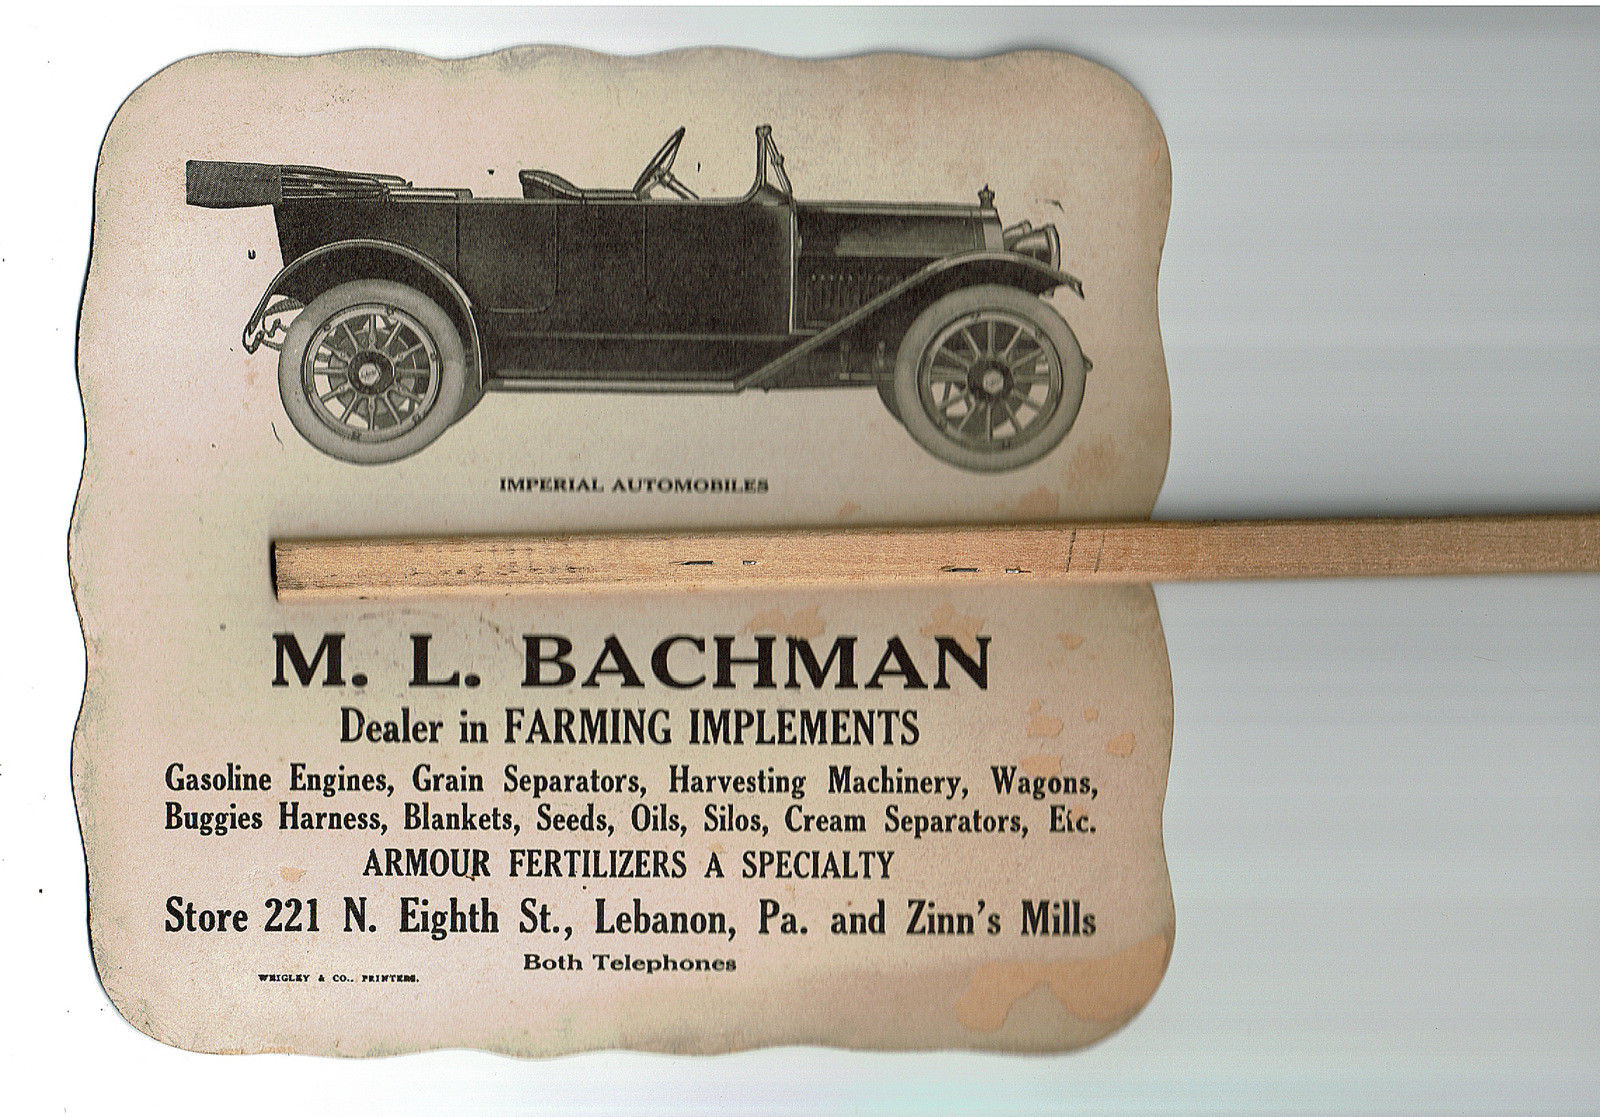 IMPERIAL AUTOMOBILES
M. L. BACHMAN
Dealer in FARMING IMPLEMENTS
Gasoline Engines, Grain Separators, Harvesting Machinery, Wagons,
Buggies Harness, Blankets, Seeds, Oils, Silos, Cream Separators, Etc.
ARMOUR FERTILIZERS A SPECIALTY
Store 221 N. Eighth St., Lebanon, Pa. and Zinn's Mills
Both Telephones
WRIGLEY & CO., PRINTERS.